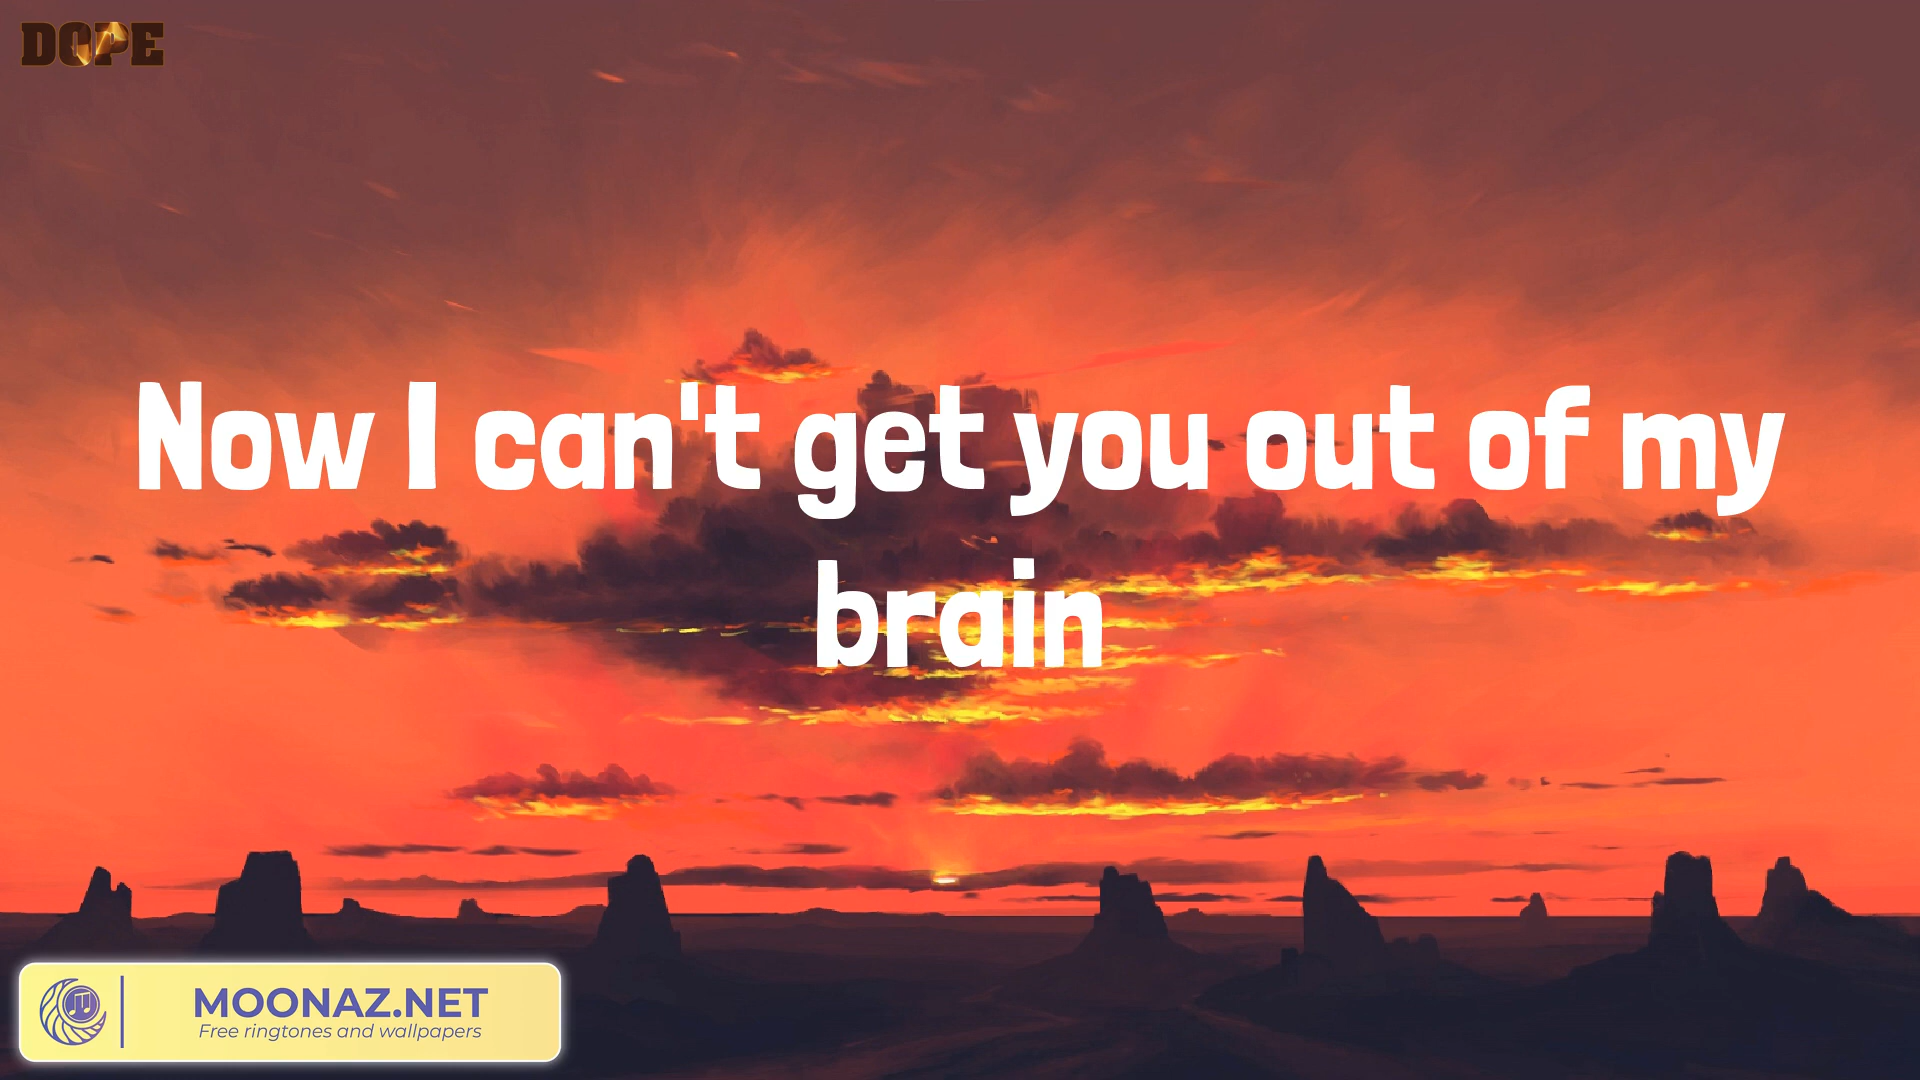 DOPE
Now I can't get you out of my
brain
MOONAZ.NET
Free ringtones and wallpapers